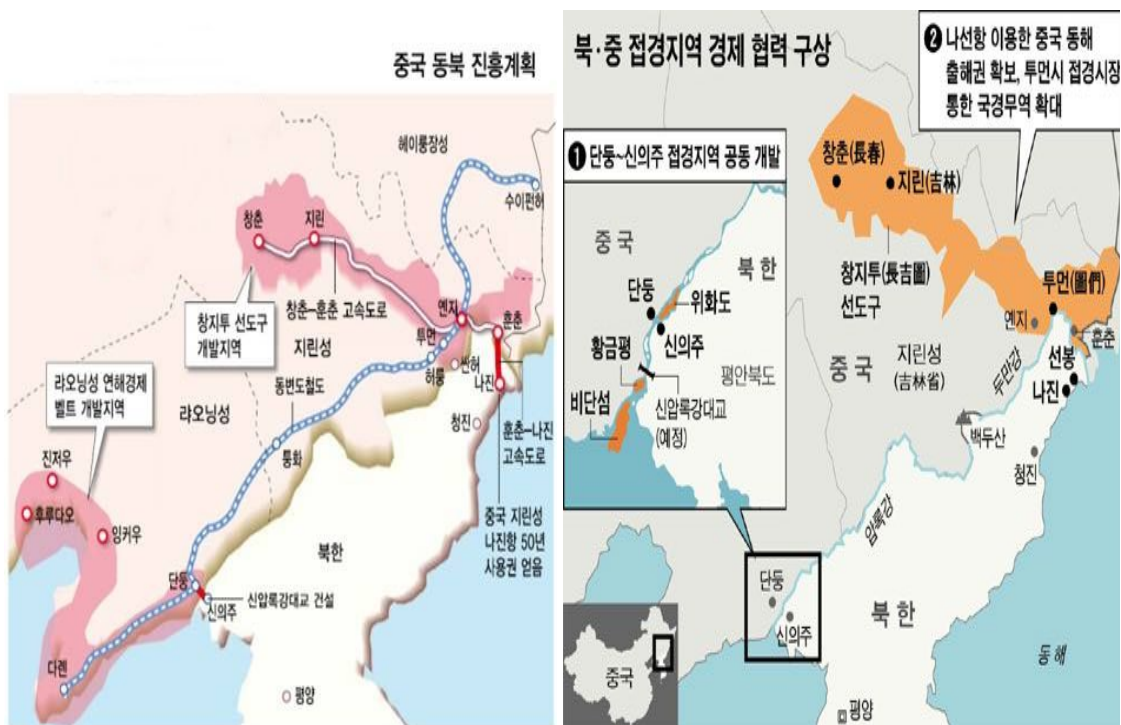 중국 동북 진흥계획
헤이룽장성
수이펀허
창춘
지린
창춘—훈춘 고속도로
창지투 선도구
개발지역
지린성
옌지
훈춘
투먼
허룽
싼허
나진
동변도철도
랴오닝성 연해경제
벨트 개발지역
랴오닝성
청진
훈춘—나진
고속도로
통화
진저우
후루다오
잉커우
중국 지린성
나진항 50년
사용권 얻음
북한
단둥
신의주
신압록강대교 건설
다롄
평양
북·중 접경지역 경제 협력 구상
❷ 나선항 이용한 중국 동해
출해권 확보, 투먼시 접경시장
통한 국경무역 확대
❶ 단둥~신의주 접경지역 공동 개발
중국
북한
단둥
위화도
신의주
황금평
평안북도
비단섬
신압록강대교
(예정)
창춘(長春)
지린(吉林)
창지투(長吉圖)
선도구
투먼(圖們)
옌지
훈춘
중국
지린성
(吉林省)
두만강
선봉
나진
백두산
청진
압록강
단둥
신의주
북한
동해
중국
평양